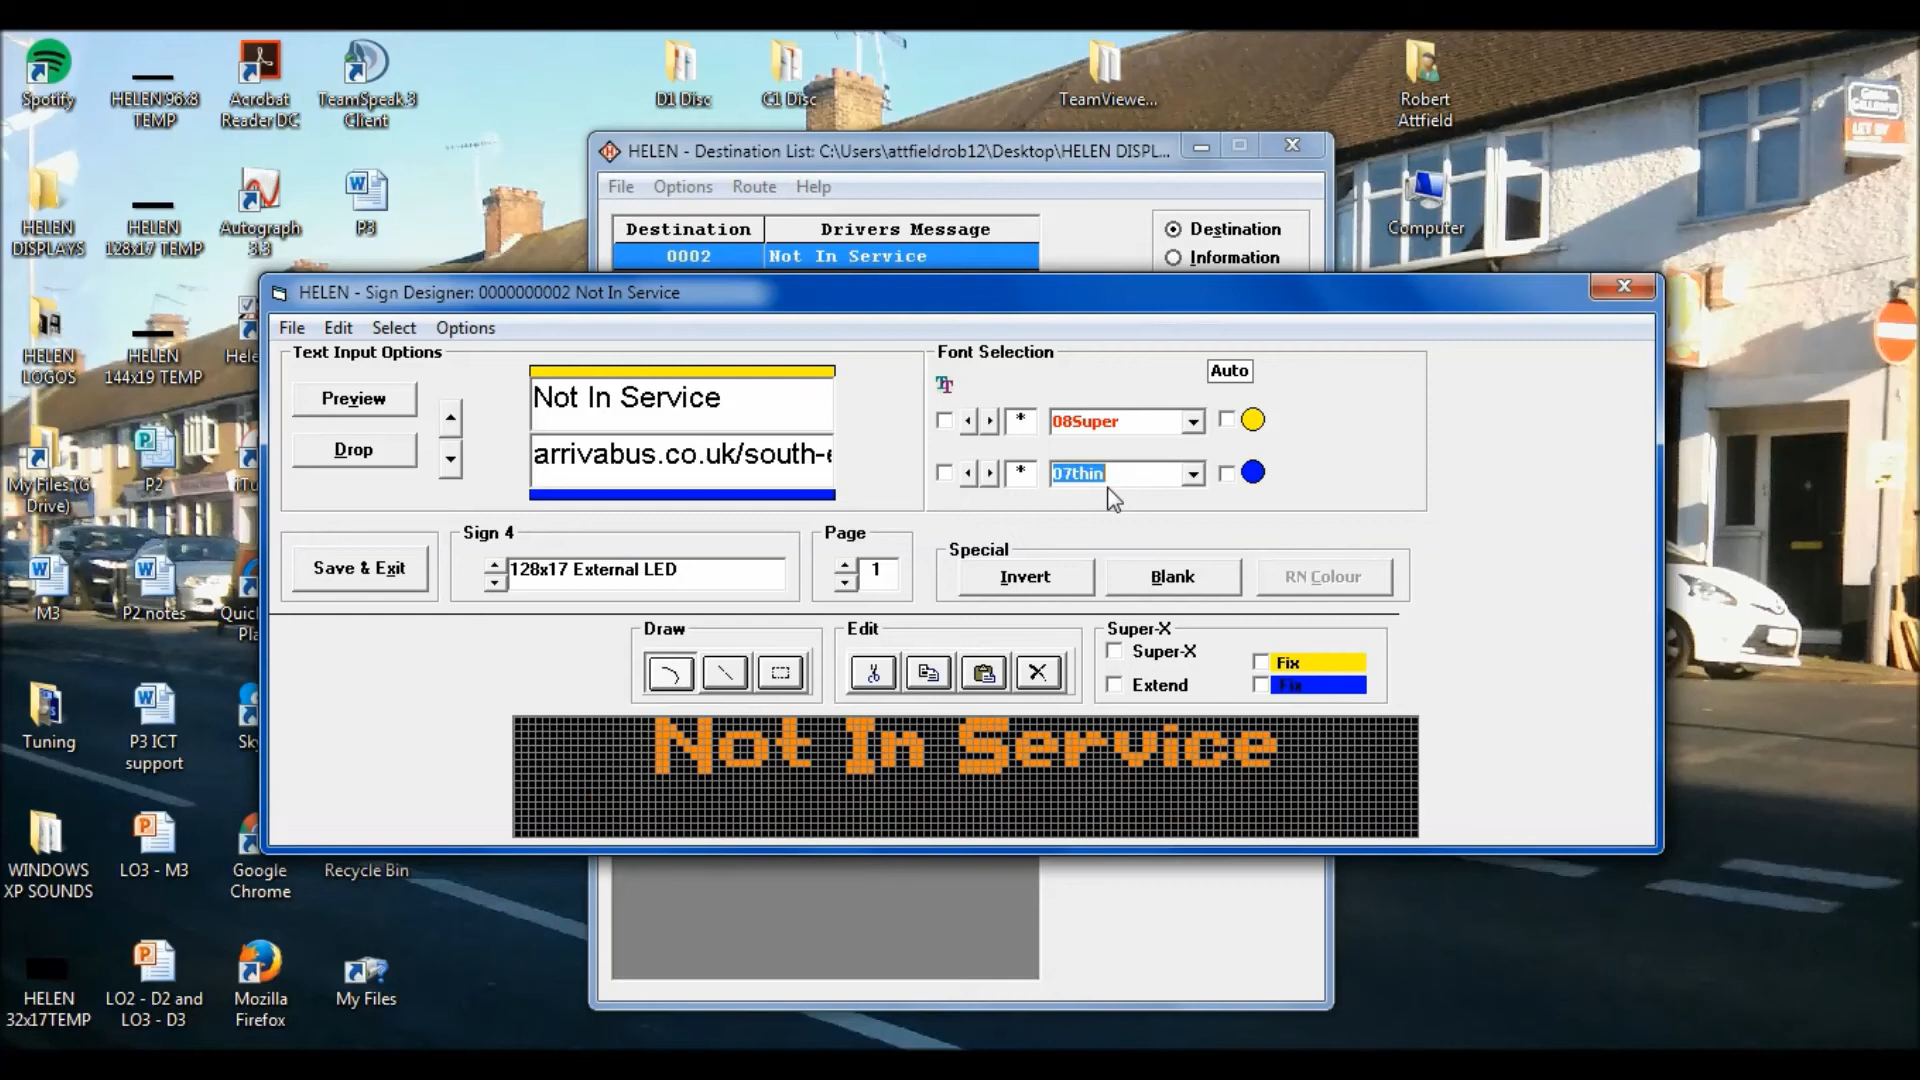 Spotify
HELEN 96x8 TEMP
Acrobat Reader DC
TeamSpeak 3 Client
D1 Disc
C1 Disc
TeamViewe...
Robert Attfield
HELEN DISPLAYS
HELEN 128x17 TEMP
Autograph 3.3
P3
Computer
HELEN - Destination List: C:\Users\attfieldrob12\Desktop\HELEN DISPL...
File Options Route Help
Destination Drivers Message
0002 Not In Service
Destination
Information
HELEN LOGOS
HELEN 144x19 TEMP
HELEN - Sign Designer: 0000000002 Not In Service
File Edit Select Options
Text Input Options
Preview
Drop
Not In Service
arrivabus.co.uk/south-e
Font Selection
Auto
* 08Super
* 07thin
Save & Exit
Sign 4
128x17 External LED
Page
1
Special
Invert
Blank
RN Colour
Draw
Edit
Super-X
Super-X
Extend
Fix
Fix
Not In Service
My Files (G Drive)
P2
M3
P2 notes
Tuning
P3 ICT support
WINDOWS XP SOUNDS
LO3 - M3
Google Chrome
Recycle Bin
HELEN 32x17TEMP
LO2 - D2 and LO3 - D3
Mozilla Firefox
My Files
LET BY